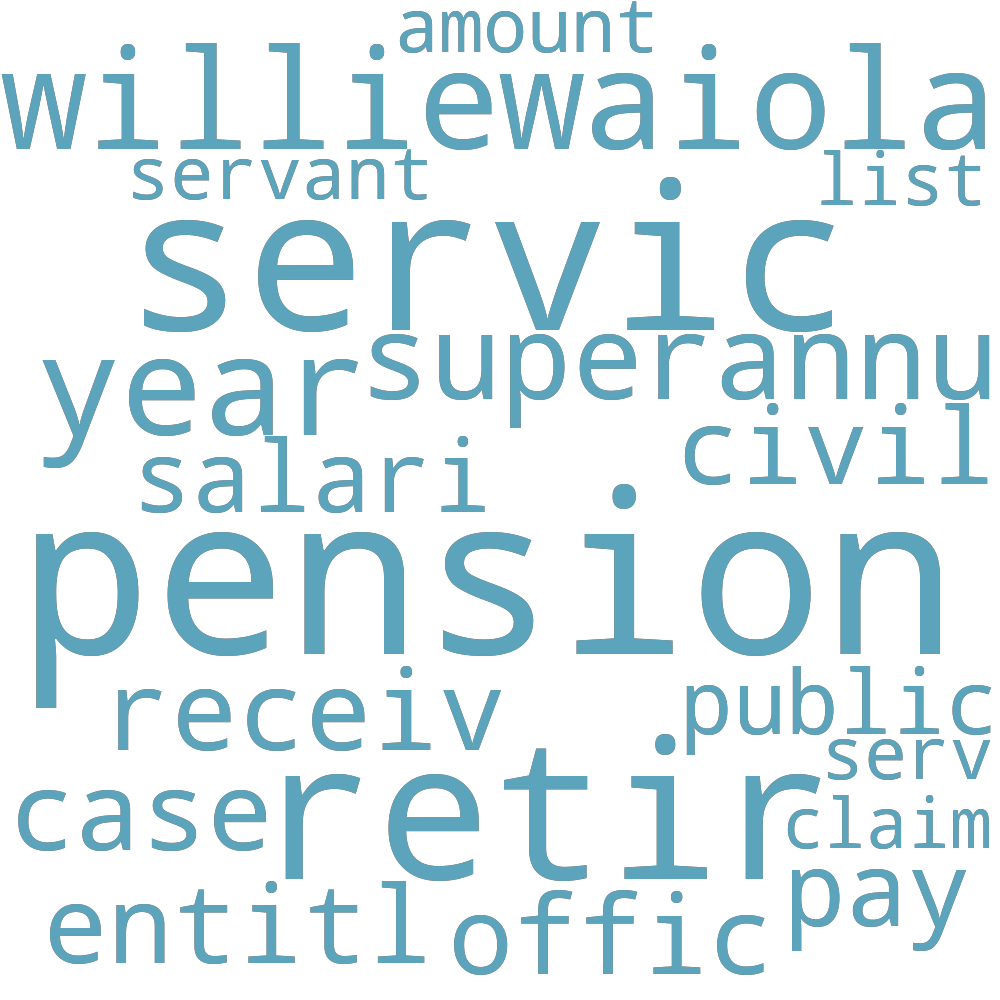 amount
williewaiola
servant
list
servic
year
superannu
civil
salari
pension
receiv
public
serv
case
retir
claim
pay
entitl
offic